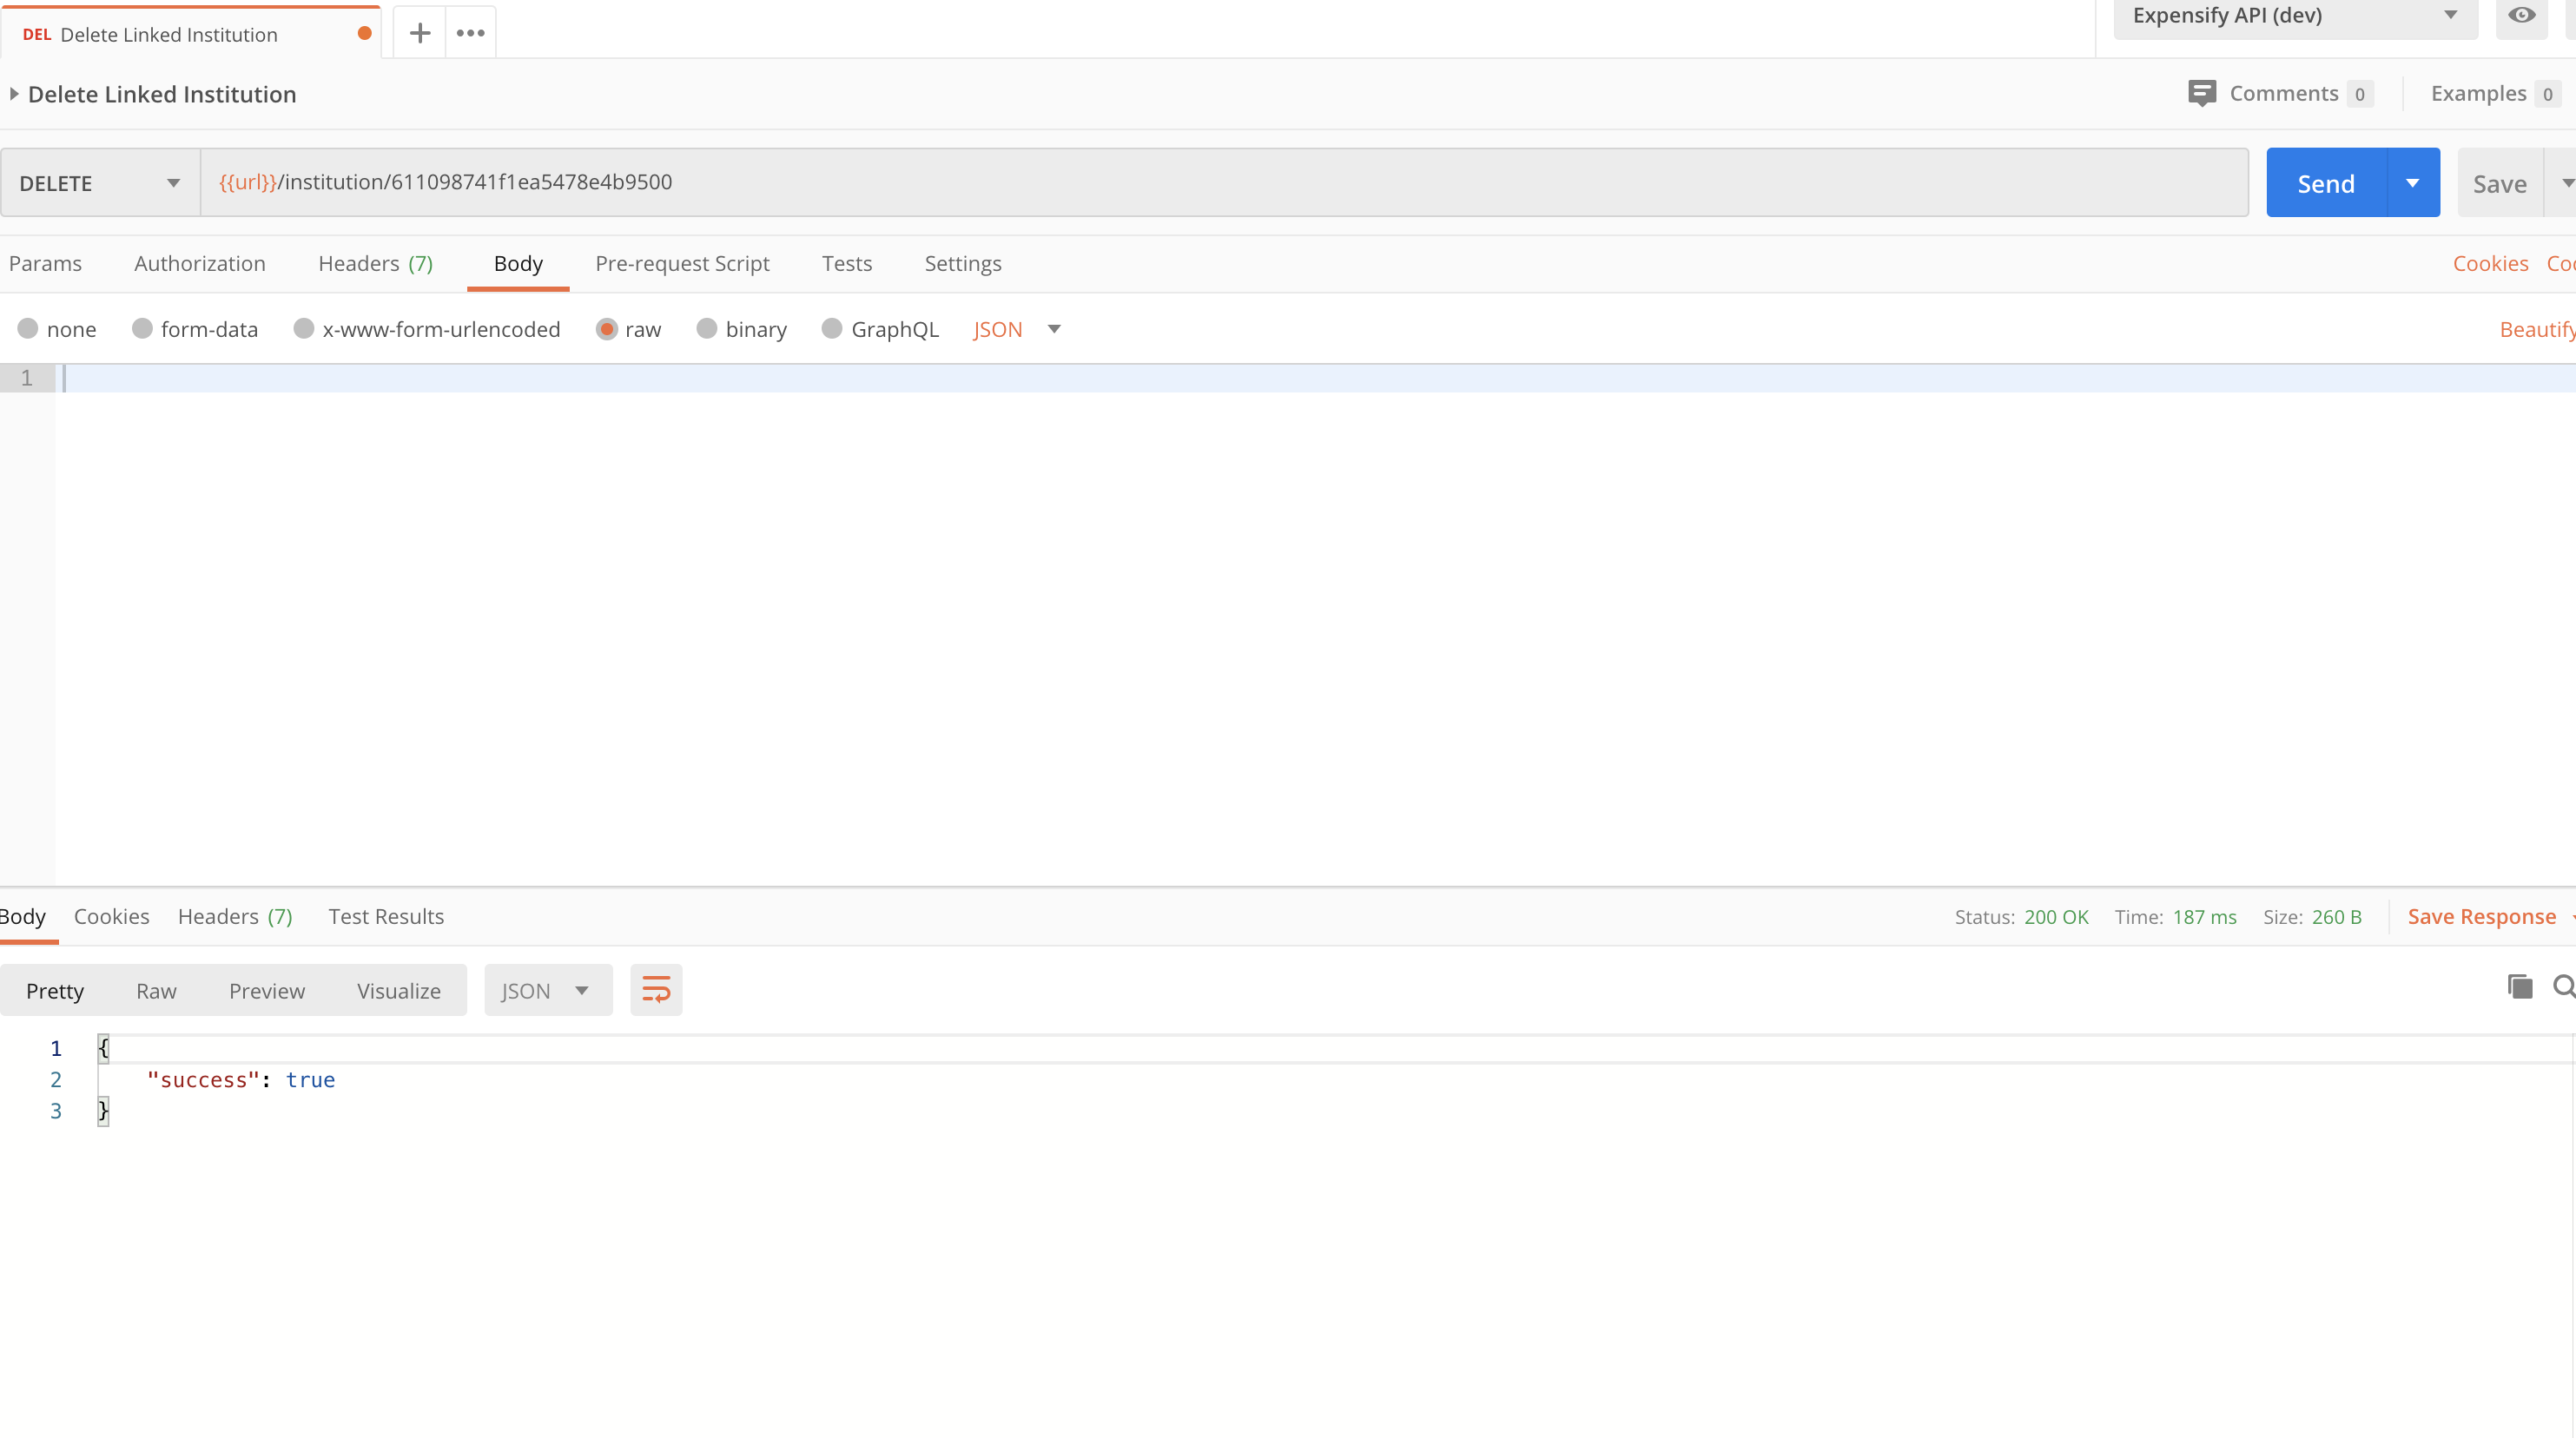 DEL Delete Linked Institution
Expensify API (dev)
Delete Linked Institution
Comments 0 Examples 0
DELETE {{url}}/institution/611098741f1ea5478e4b9500 Send Save
Params Authorization Headers (7) Body Pre-request Script Tests Settings Cookies
none form-data x-www-form-urlencoded raw binary GraphQL JSON Beautify
1
Body Cookies Headers (7) Test Results Status: 200 OK Time: 187 ms Size: 260 B Save Response
Pretty Raw Preview Visualize JSON
1 {
2 "success": true
3 }